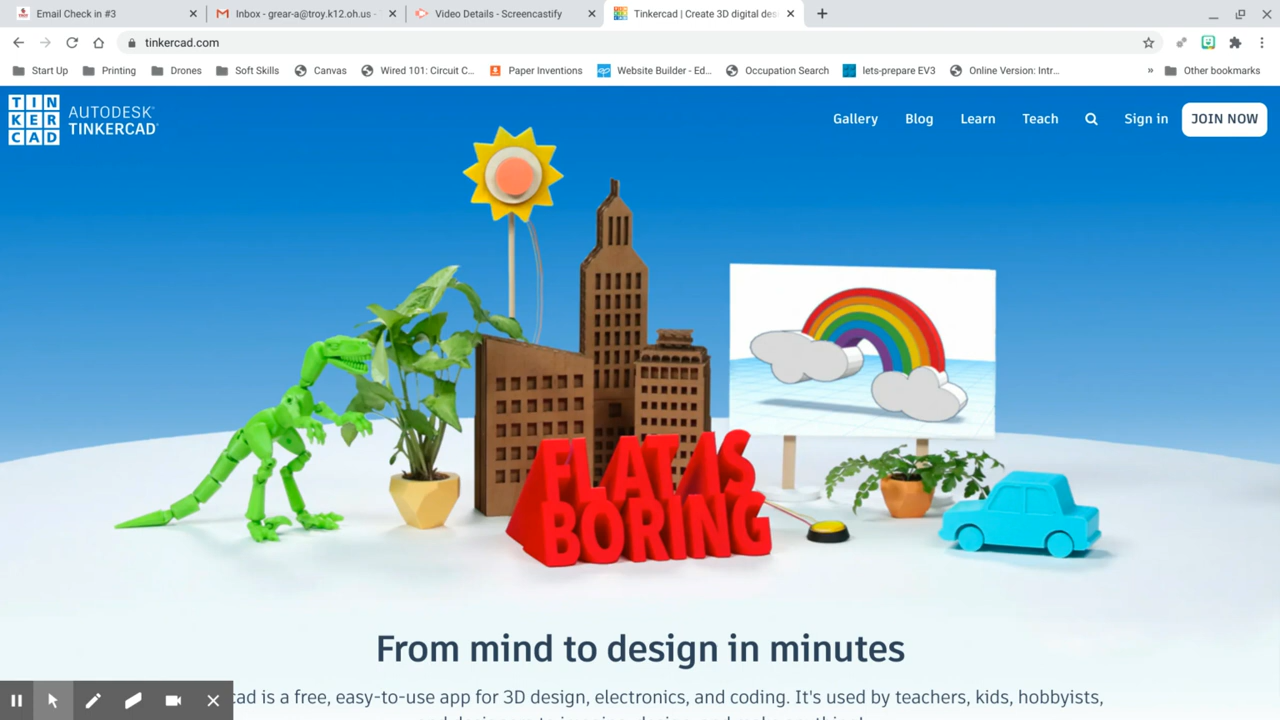 Email Check in #3
Inbox - grear-a@troy.k12.oh.us -
Video Details - Screencastify
Tinkercad | Create 3D digital des
tinkercad.com
Start Up
Printing
Drones
Soft Skills
Canvas
Wired 101: Circuit C...
Paper Inventions
Website Builder - Ed...
Occupation Search
lets-prepare EV3
Online Version: Intr...
» Other bookmarks
TIN
KER
CAD
AUTODESK®
TINKERCAD®
Gallery
Blog
Learn
Teach
Sign in
JOIN NOW
FLAT IS
BORING
From mind to design in minutes
cad is a free, easy-to-use app for 3D design, electronics, and coding. It's used by teachers, kids, hobbyists,